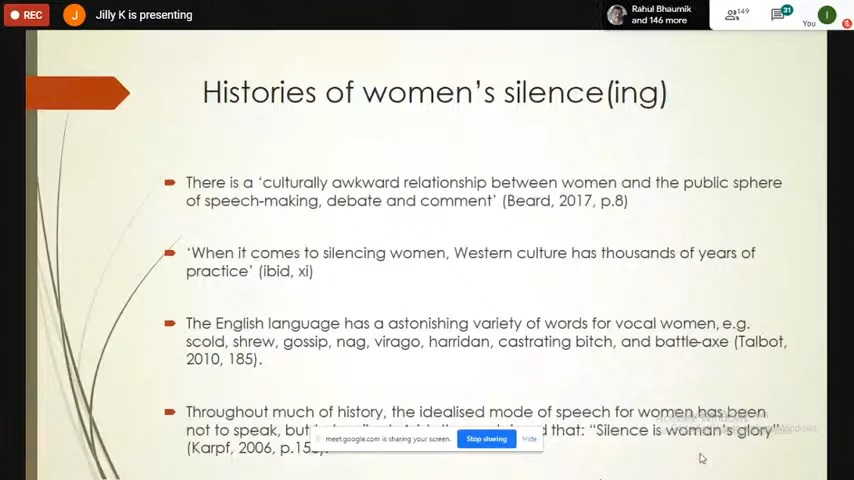 REC
J
Jilly K is presenting
Rahul Bhaumik
and 146 more
149
31
You
I
Histories of women's silence(ing)
There is a 'culturally awkward relationship between women and the public sphere
of speech-making, debate and comment' (Beard, 2017, p.8)
'When it comes to silencing women, Western culture has thousands of years of
practice' (ibid, xi)
The English language has a astonishing variety of words for vocal women, e.g.
scold, shrew, gossip, nag, virago, harridan, castrating bitch, and battle-axe (Talbot,
2010, 185).
Throughout much of history, the idealised mode of speech for women has been
not to speak, but that: "Silence is woman's glory"
(Karpf, 2006, p.15
meet.google.com is sharing your screen.
Stop sharing
Hide
Activate Windows
Windows